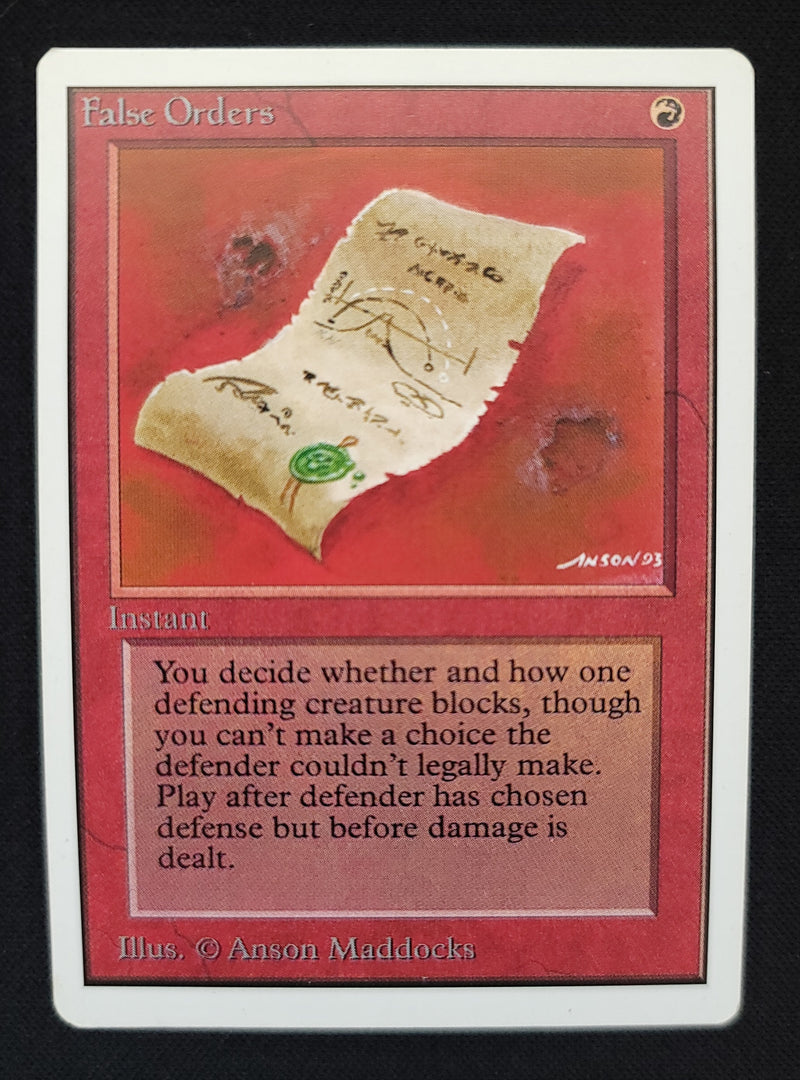 False Orders
ANSON 93
Instant
You decide whether and how one
defending creature blocks, though
you can't make a choice the
defender couldn't legally make.
Play after defender has chosen
defense but before damage is
dealt.
Illus. © Anson Maddocks